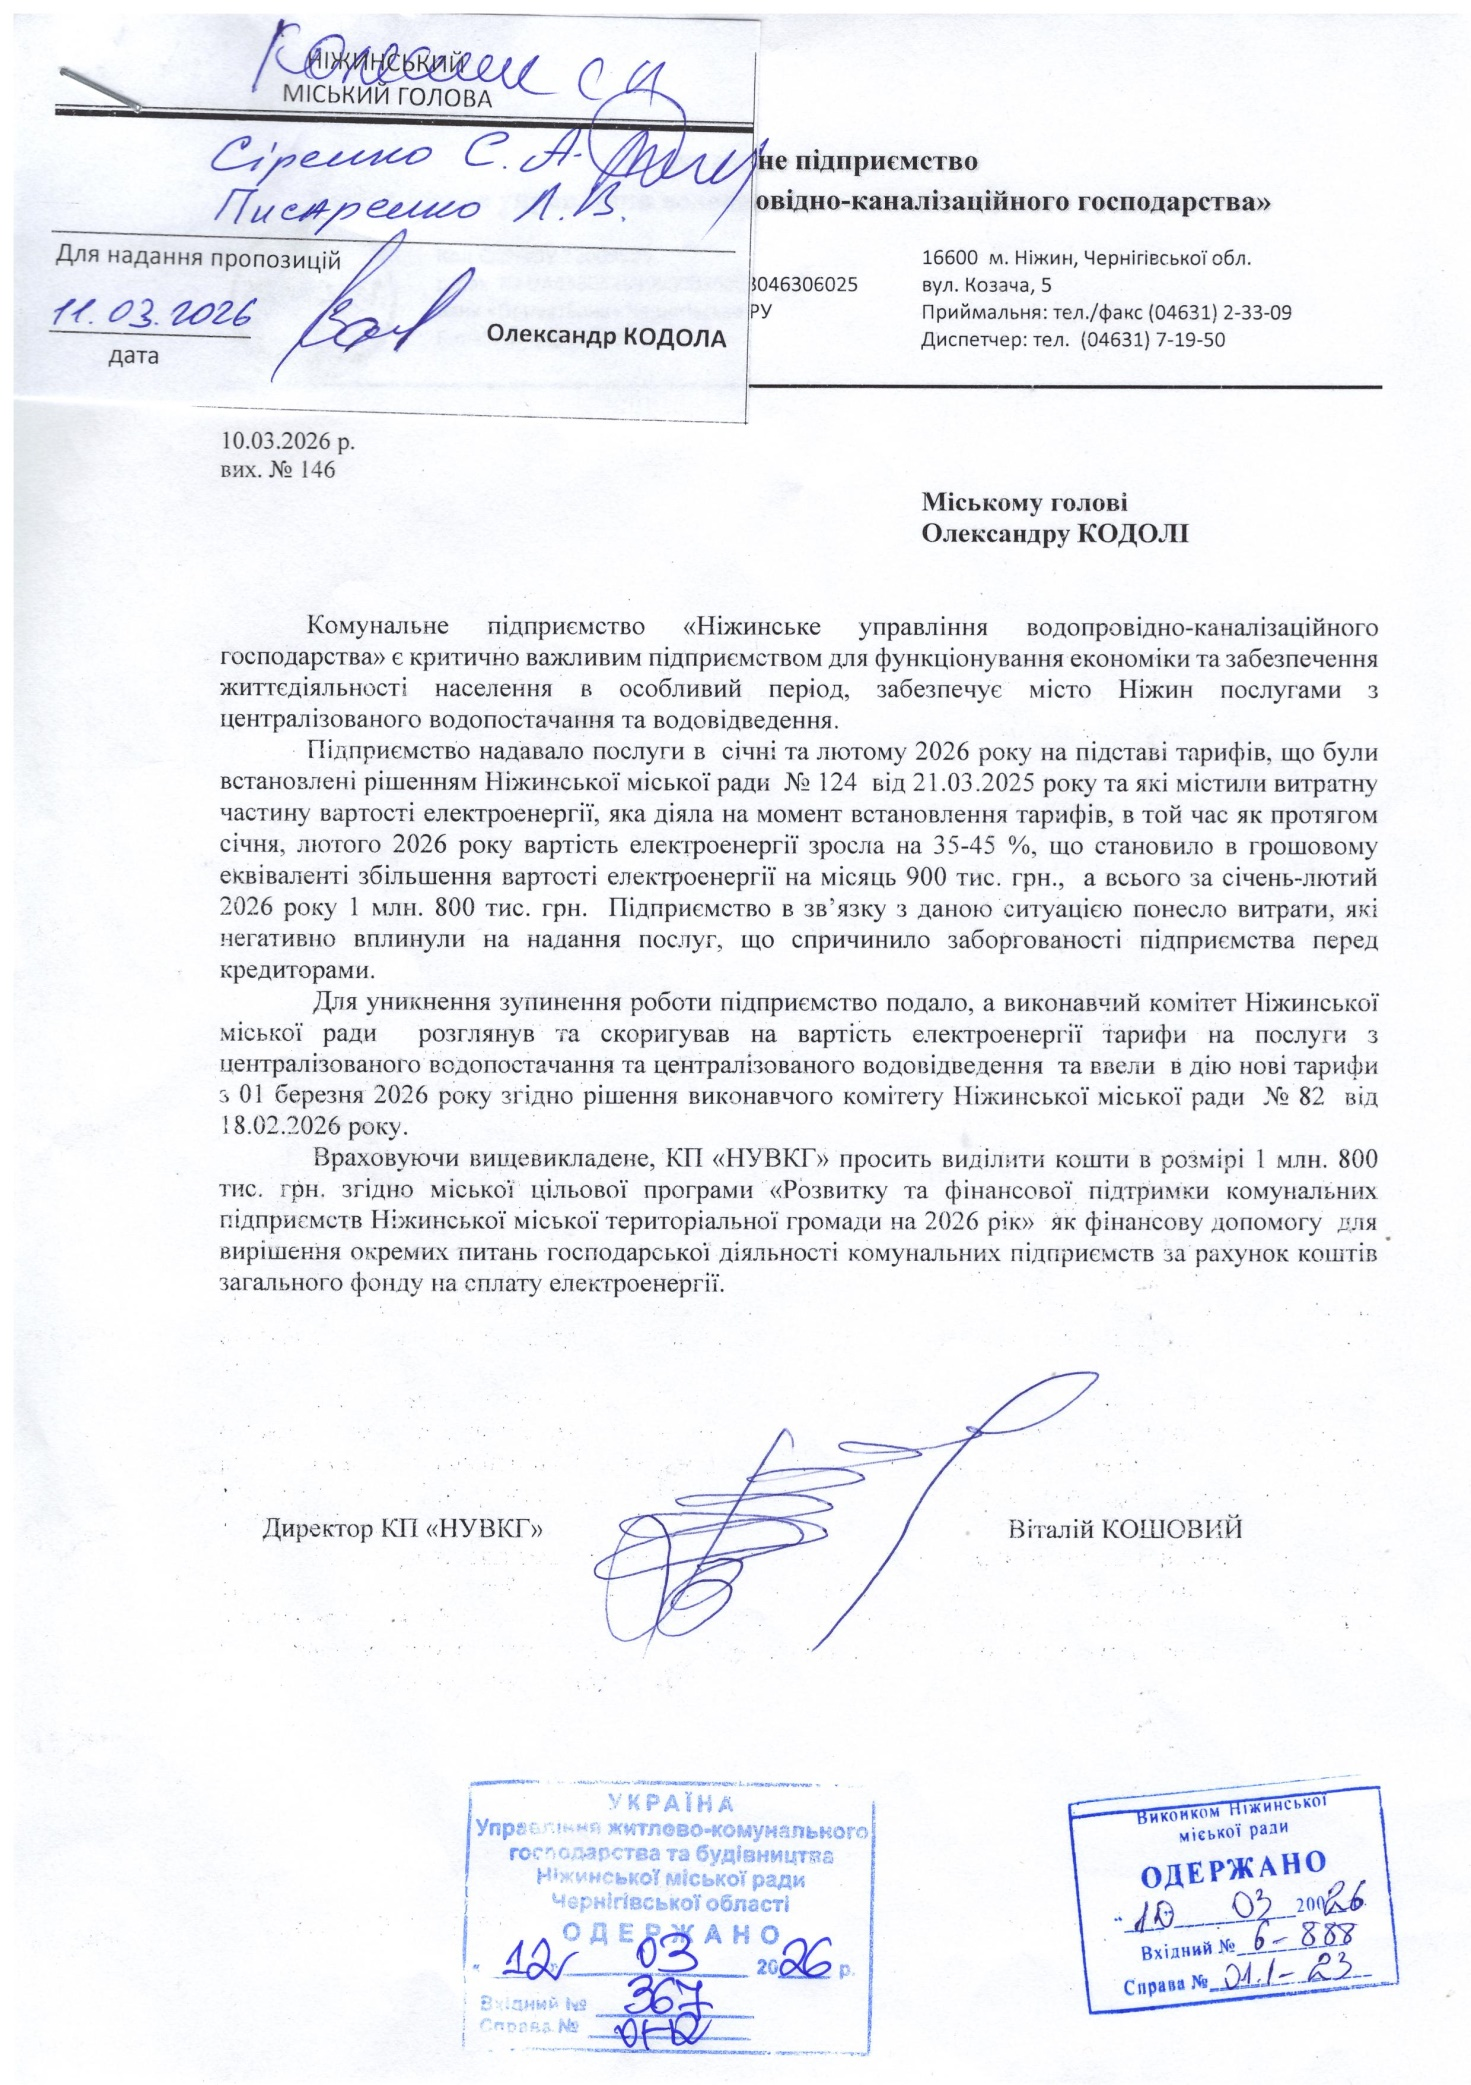 НІЖИНСЬКИЙ
МІСЬКИЙ ГОЛОВА
Сіренко С. А.
Писаренко Л.В.
Для надання пропозицій
11.03.2026
дата
Олександр КОДОЛА
не підприємство
овідно-каналізаційного господарства»
3046306025
РУ
16600 м. Ніжин, Чернігівської обл.
вул. Козача, 5
Приймальня: тел./факс (04631) 2-33-09
Диспетчер: тел. (04631) 7-19-50
10.03.2026 р.
вих. № 146
Міському голові
Олександру КОДОЛІ
Комунальне підприємство «Ніжинське управління водопровідно-каналізаційного
господарства» є критично важливим підприємством для функціонування економіки та забезпечення
життєдіяльності населення в особливий період, забезпечує місто Ніжин послугами з
централізованого водопостачання та водовідведення.
Підприємство надавало послуги в січні та лютому 2026 року на підставі тарифів, що були
встановлені рішенням Ніжинської міської ради № 124 від 21.03.2025 року та які містили витратну
частину вартості електроенергії, яка діяла на момент встановлення тарифів, в той час як протягом
січня, лютого 2026 року вартість електроенергії зросла на 35-45 %, що становило в грошовому
еквіваленті збільшення вартості електроенергії на місяць 900 тис. грн., а всього за січень-лютий
2026 року 1 млн. 800 тис. грн. Підприємство в зв’язку з даною ситуацією понесло витрати, які
негативно вплинули на надання послуг, що спричинило заборгованості підприємства перед
кредиторами.
Для уникнення зупинення роботи підприємство подало, а виконавчий комітет Ніжинської
міської ради розглянув та скоригував на вартість електроенергії тарифи на послуги з
централізованого водопостачання та централізованого водовідведення та ввели в дію нові тарифи
з 01 березня 2026 року згідно рішення виконавчого комітету Ніжинської міської ради № 82 від
18.02.2026 року.
Враховуючи вищевикладене, КП «НУВКГ» просить виділити кошти в розмірі 1 млн. 800
тис. грн. згідно міської цільової програми «Розвитку та фінансової підтримки комунальних
підприємств Ніжинської міської територіальної громади на 2026 рік» як фінансову допомогу для
вирішення окремих питань господарської діяльності комунальних підприємств за рахунок коштів
загального фонду на сплату електроенергії.
Директор КП «НУВКГ»
Віталій КОШОВИЙ
УКРАЇНА
Управління житлово-комунального
господарства та будівництва
Ніжинської міської ради
Чернігівської області
ОДЕРЖАНО
"12" 03 2026 р.
Вхідний № 367
Справа №
Виконком Ніжинської
міської ради
ОДЕРЖАНО
"10" 03 200 26
Вхідний № 6-888
Справа № 01.1-23